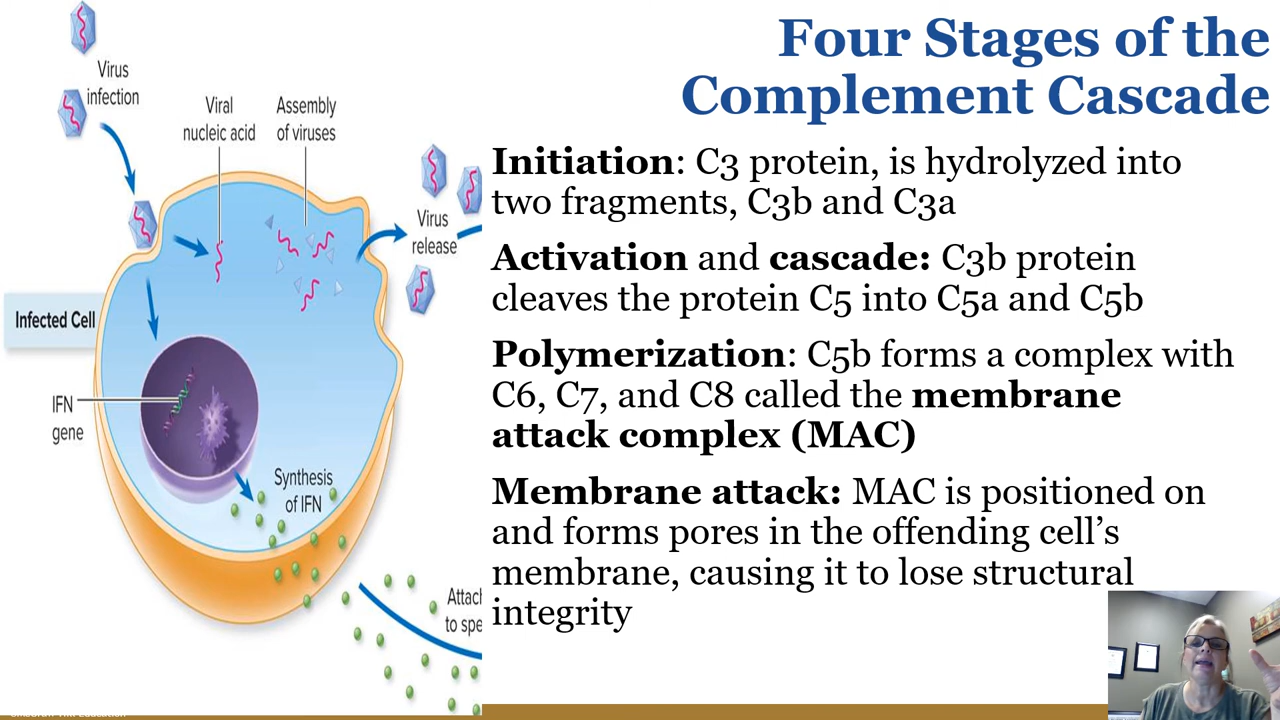 Four Stages of the
Complement Cascade
Virus
infection
Viral
nucleic acid
Assembly
of viruses
Virus
release
Infected Cell
IFN
gene
Synthesis
of IFN
Attach
to spe
Initiation: C3 protein, is hydrolyzed into
two fragments, C3b and C3a
Activation and cascade: C3b protein
cleaves the protein C5 into C5a and C5b
Polymerization: C5b forms a complex with
C6, C7, and C8 called the membrane
attack complex (MAC)
Membrane attack: MAC is positioned on
and forms pores in the offending cell's
membrane, causing it to lose structural
integrity